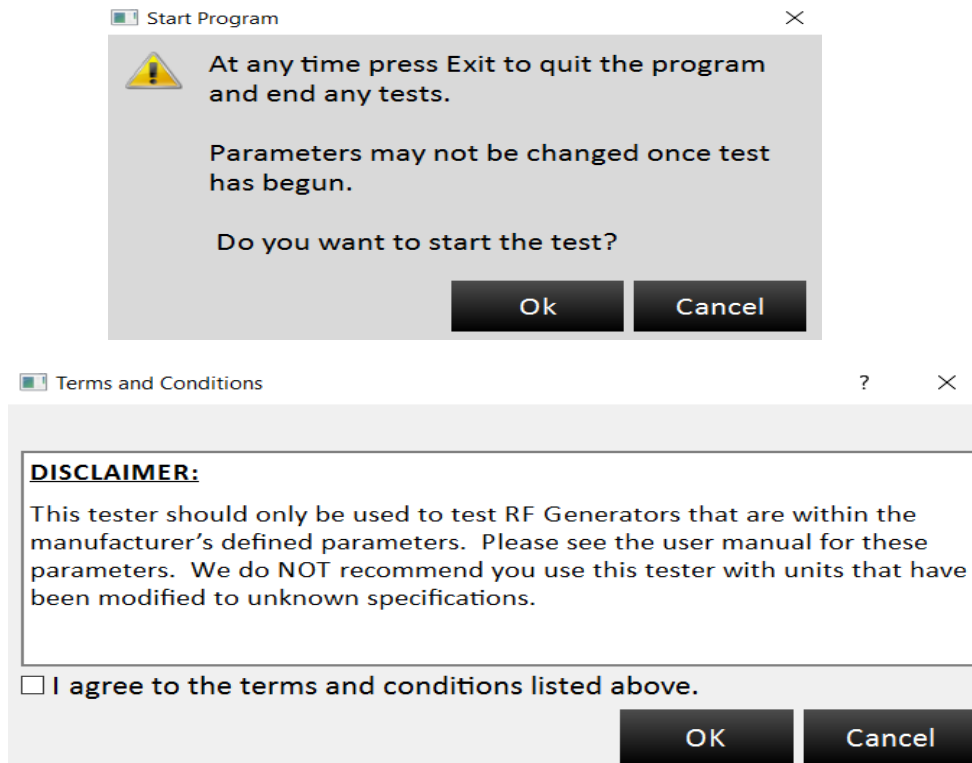 Start Program
At any time press Exit to quit the program
and end any tests.
Parameters may not be changed once test
has begun.
Do you want to start the test?
Ok
Cancel
Terms and Conditions
?
DISCLAIMER:
This tester should only be used to test RF Generators that are within the
manufacturer's defined parameters.  Please see the user manual for these
parameters.  We do NOT recommend you use this tester with units that have
been modified to unknown specifications.
I agree to the terms and conditions listed above.
OK
Cancel